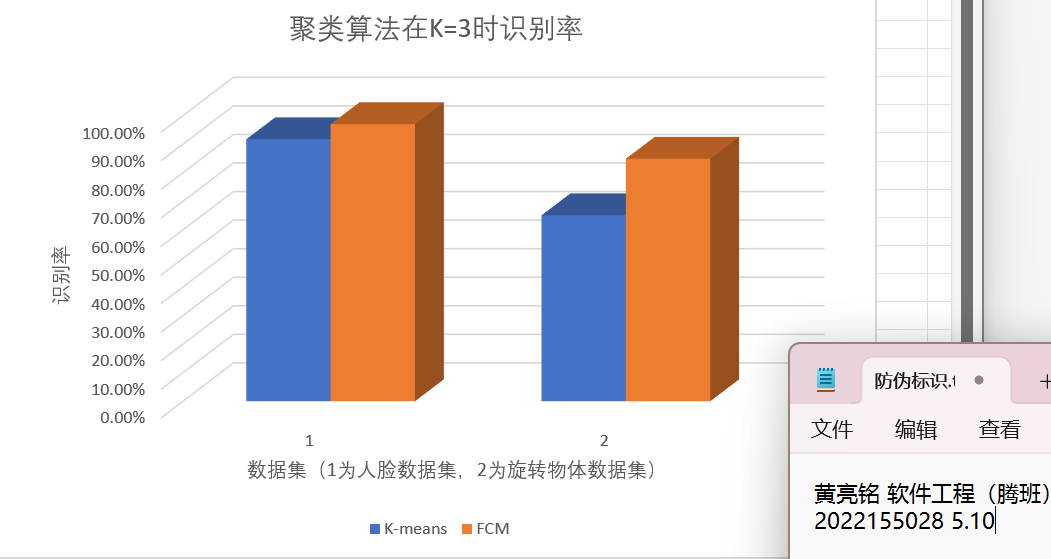 聚类算法在K=3时识别率
100.00%
90.00%
80.00%
70.00%
60.00%
50.00%
40.00%
30.00%
20.00%
10.00%
0.00%
识别率
1
2
数据集（1为人脸数据集，2为旋转物体数据集）
K-means
FCM
防伪标识.t
文件
编辑
查看
黄亮铭 软件工程（腾班）
2022155028 5.10